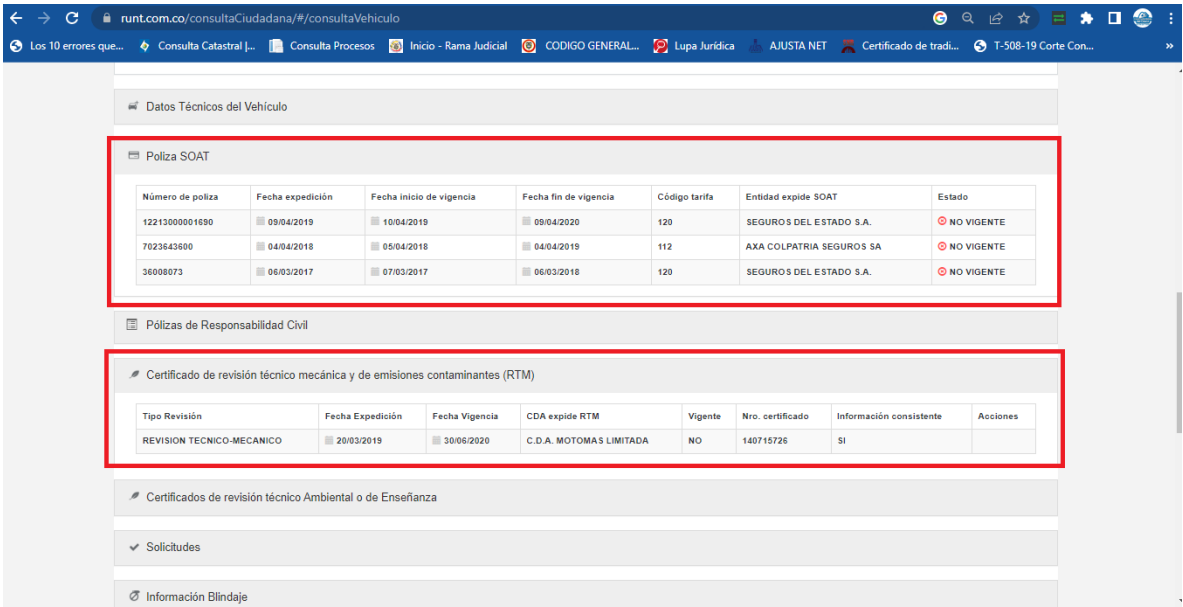 runt.com.co/consultaCiudadana/#/consultaVehiculo
Los 10 errores que... Consulta Catastral |... Consulta Procesos Inicio - Rama Judicial CODIGO GENERAL... Lupa Jurídica AJUSTA NET Certificado de tradi... T-508-19 Corte Con... »
Datos Técnicos del Vehículo
Poliza SOAT
Número de poliza Fecha expedición Fecha inicio de vigencia Fecha fin de vigencia Código tarifa Entidad expide SOAT Estado
12213000001690 09/04/2019 10/04/2019 09/04/2020 120 SEGUROS DEL ESTADO S.A. NO VIGENTE
7023643600 04/04/2018 05/04/2018 04/04/2019 112 AXA COLPATRIA SEGUROS SA NO VIGENTE
36008073 06/03/2017 07/03/2017 06/03/2018 120 SEGUROS DEL ESTADO S.A. NO VIGENTE
Pólizas de Responsabilidad Civil
Certificado de revisión técnico mecánica y de emisiones contaminantes (RTM)
Tipo Revisión Fecha Expedición Fecha Vigencia CDA expide RTM Vigente Nro. certificado Información consistente Acciones
REVISION TECNICO-MECANICO 20/03/2019 30/06/2020 C.D.A. MOTOMAS LIMITADA NO 140715726 SI
Certificados de revisión técnico Ambiental o de Enseñanza
Solicitudes
Información Blindaje